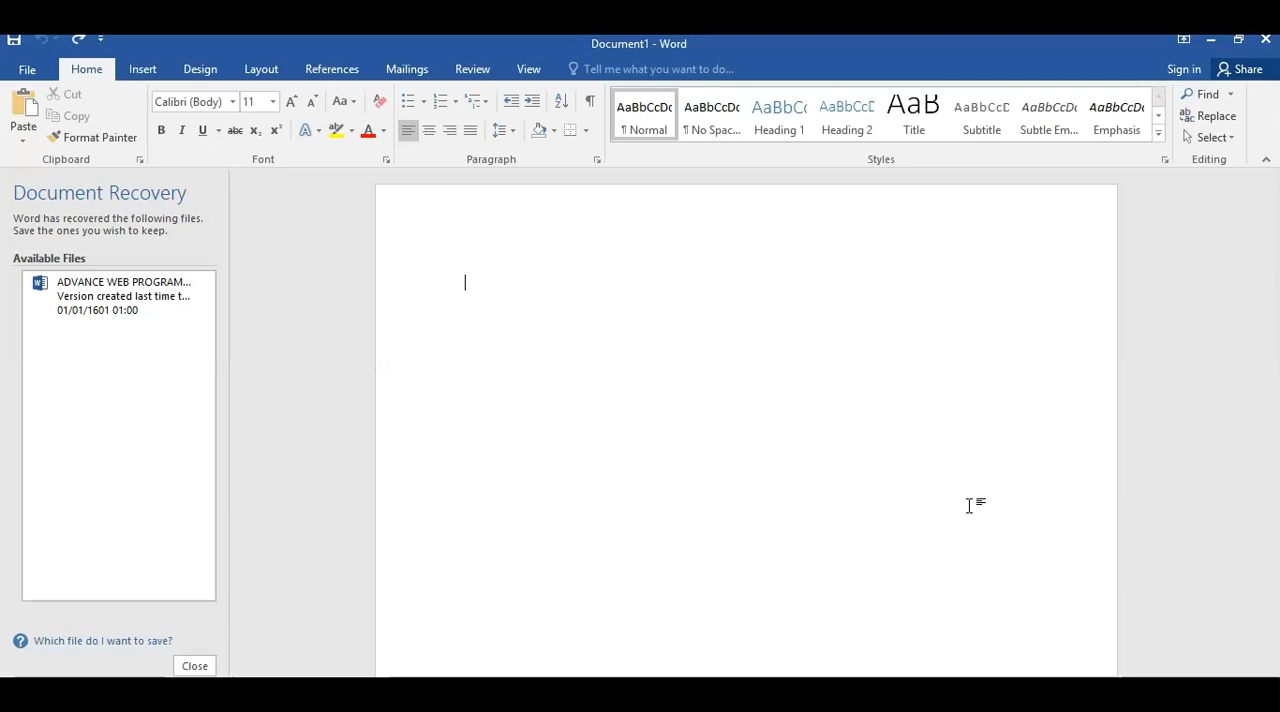 Document1 - Word
File Home Insert Design Layout References Mailings Review View Tell me what you want to do... Sign in Share
Paste
Cut
Copy
Format Painter
Clipboard
Calibri (Body) 11
Font
Paragraph
AaBbCcDc AaBbCcDc AaBbCc AaBbCcD AaB AaBbCcD AaBbCcDc AaBbCcDc
¶ Normal ¶ No Spac... Heading 1 Heading 2 Title Subtitle Subtle Em... Emphasis
Styles
Find
Replace
Select
Editing
Document Recovery
Word has recovered the following files.
Save the ones you wish to keep.
Available Files
ADVANCE WEB PROGRAM...
Version created last time t...
01/01/1601 01:00
Which file do I want to save?
Close